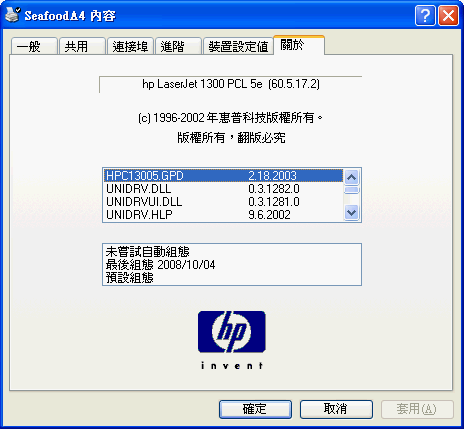 SeafoodA4 內容
一般 共用 連接埠 進階 裝置設定值 關於
hp LaserJet 1300 PCL 5e (60.5.17.2)
(c) 1996-2002 年惠普科技版權所有。
版權所有，翻版必究
HPC13005.GPD 2.18.2003
UNIDRV.DLL 0.3.1282.0
UNIDRVUI.DLL 0.3.1281.0
UNIDRV.HLP 9.6.2002
未嘗試自動組態
最後組態 2008/10/04
預設組態
hp
invent
確定 取消 套用(A)